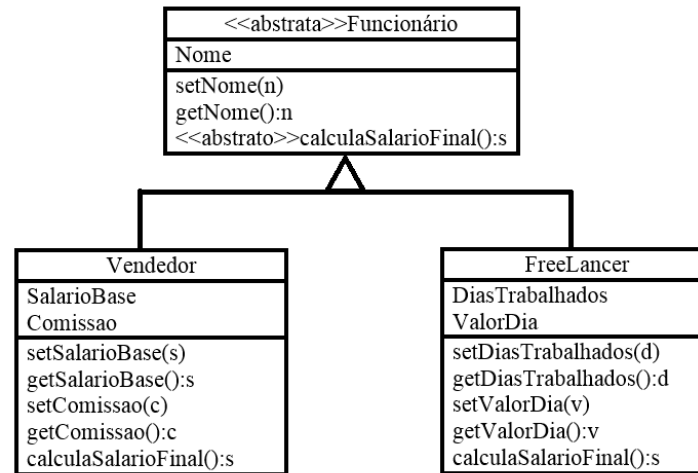 <<abstrata>>Funcionário
Nome
setNome(n)
getNome():n
<<abstrato>>calculaSalarioFinal():s
Vendedor
SalarioBase
Comissao
setSalarioBase(s)
getSalarioBase():s
setComissao(c)
getComissao():c
calculaSalarioFinal():s
FreeLancer
DiasTrabalhados
ValorDia
setDiasTrabalhados(d)
getDiasTrabalhados():d
setValorDia(v)
getValorDia():v
calculaSalarioFinal():s